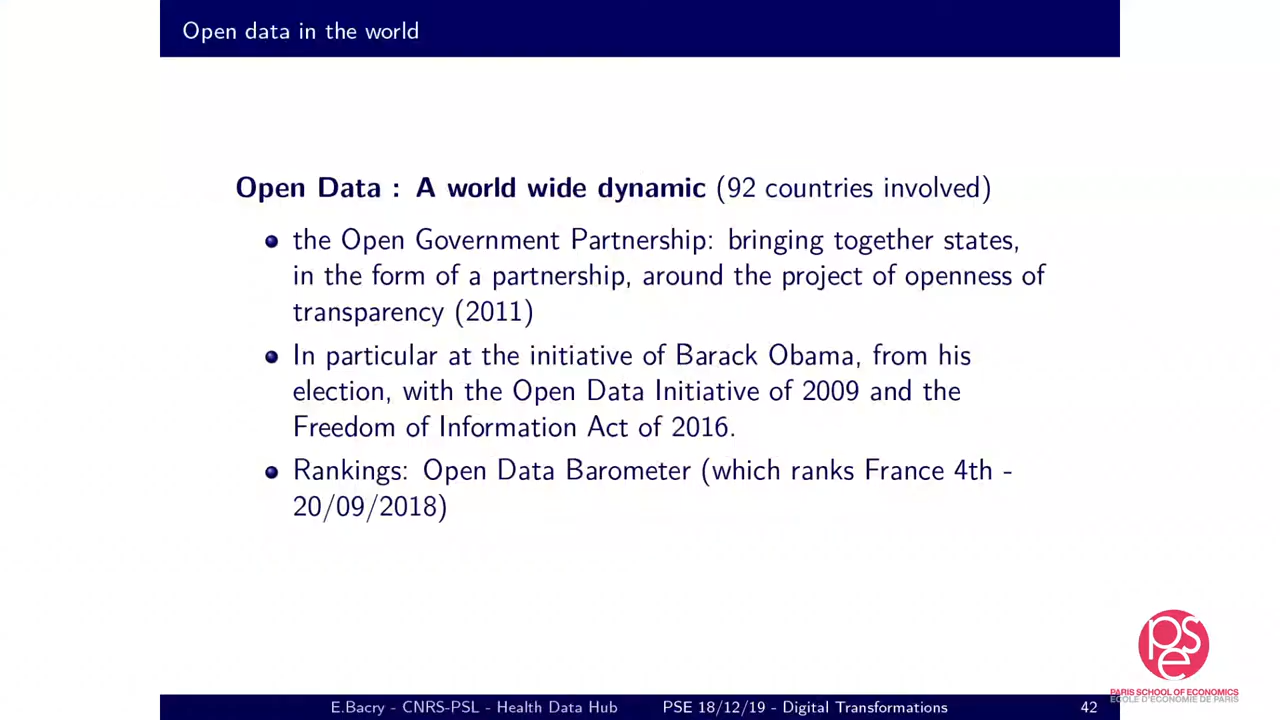 Open data in the world
Open Data : A world wide dynamic (92 countries involved)
the Open Government Partnership: bringing together states,
in the form of a partnership, around the project of openness of
transparency (2011)
In particular at the initiative of Barack Obama, from his
election, with the Open Data Initiative of 2009 and the
Freedom of Information Act of 2016.
Rankings: Open Data Barometer (which ranks France 4th -
20/09/2018)
pse
PARIS SCHOOL OF ECONOMICS
ECOLE D'ECONOMIE DE PARIS
E.Bacry - CNRS-PSL - Health Data Hub PSE 18/12/19 - Digital Transformations 42